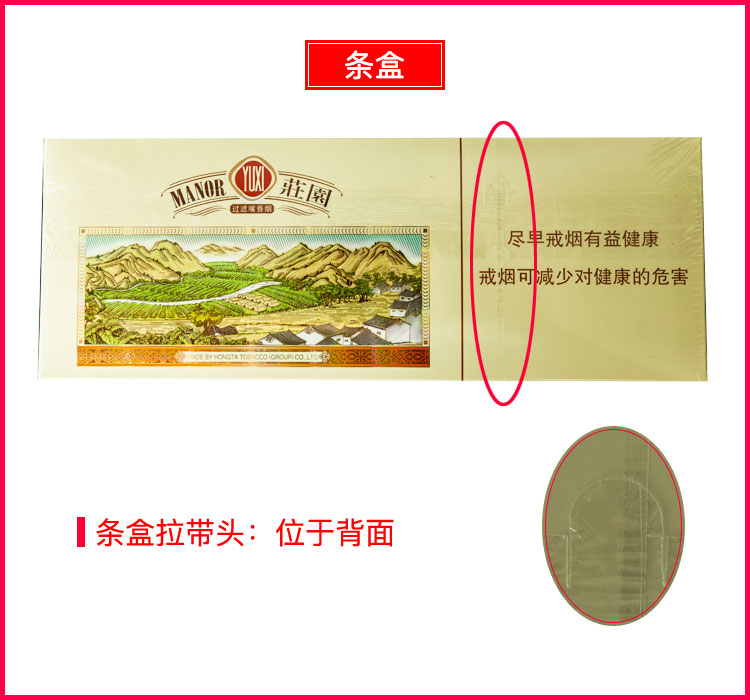 条盒
MANOR YUXI 莊園
过滤嘴香烟
尽早戒烟有益健康
戒烟可减少对健康的危害
MADE BY HONGTA TOBACCO (GROUP) CO., LTD.
条盒拉带头：位于背面